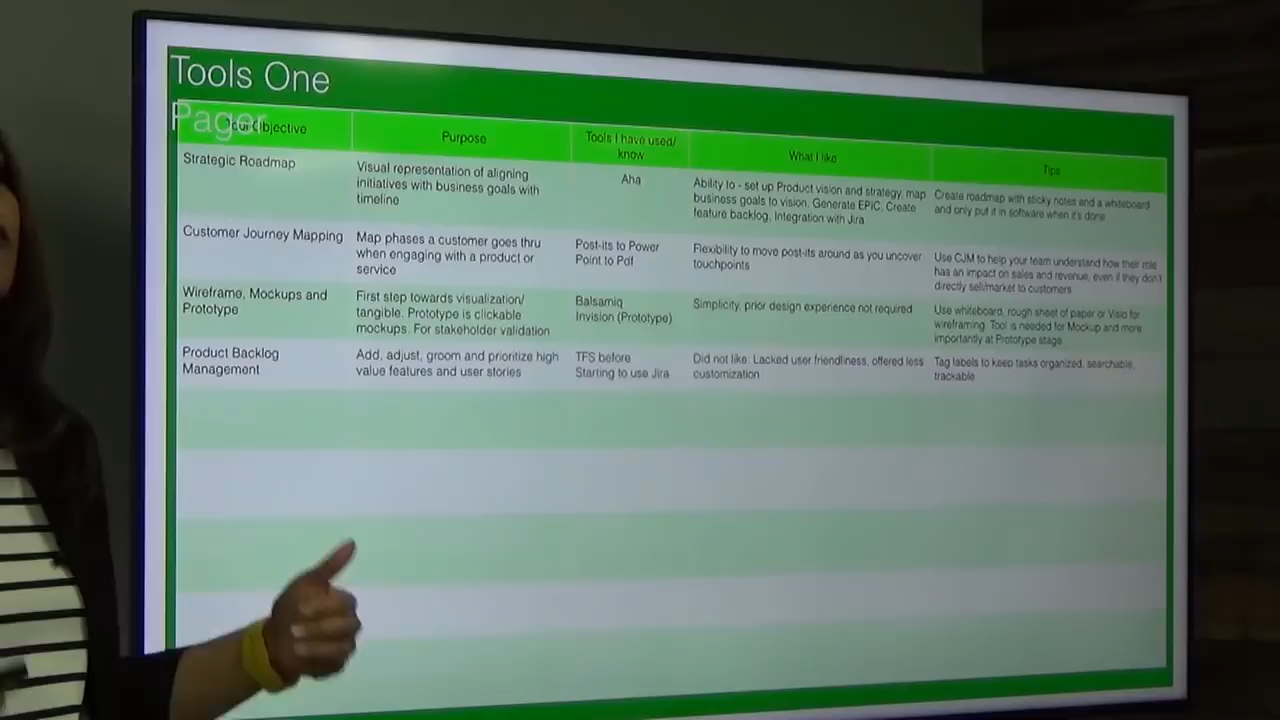 Tools One
Pager
Your Objective
Purpose
Tools I have used/
know
What I like
Tips
Strategic Roadmap
Visual representation of aligning
initiatives with business goals with
timeline
Aha
Ability to - set up Product vision and strategy, map
business goals to vision, Generate EPIC, Create
feature backlog, Integration with Jira
Create roadmap with sticky notes and a whiteboard
and only put it in software when it's done
Customer Journey Mapping
Map phases a customer goes thru
when engaging with a product or
service
Post-its to Power
Point to Pdf
Flexibility to move post-its around as you uncover
touchpoints
Use CJM to help your team understand how their role
has an impact on sales and revenue, even if they don't
directly sell/market to customers
Wireframe, Mockups and
Prototype
First step towards visualization/
tangible. Prototype is clickable
mockups. For stakeholder validation
Balsamiq
Invision (Prototype)
Simplicity, prior design experience not required
Use whiteboard, rough sheet of paper or Visio for
wireframing. Tool is needed for Mockup and more
importantly at Prototype stage
Product Backlog
Management
Add, adjust, groom and prioritize high
value features and user stories
TFS before
Starting to use Jira
Did not like: Lacked user friendliness, offered less
customization
Tag labels to keep tasks organized, searchable,
trackable